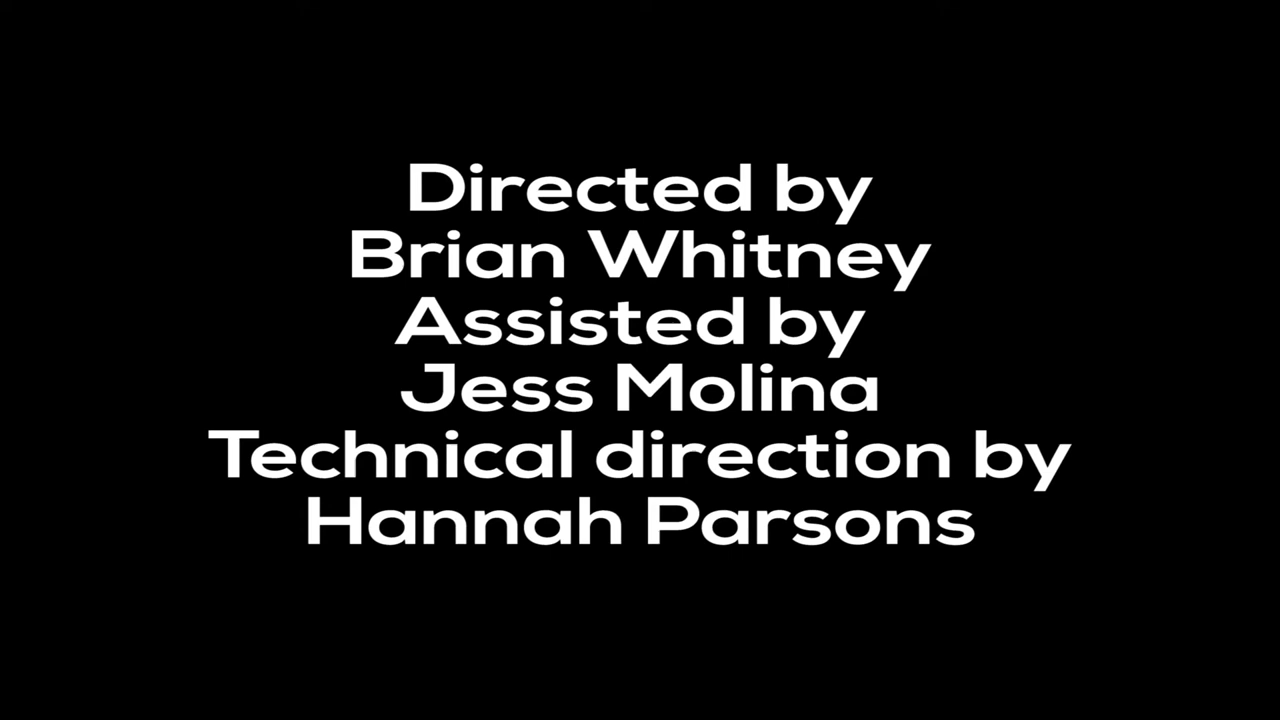 Directed by
Brian Whitney
Assisted by
Jess Molina
Technical direction by
Hannah Parsons